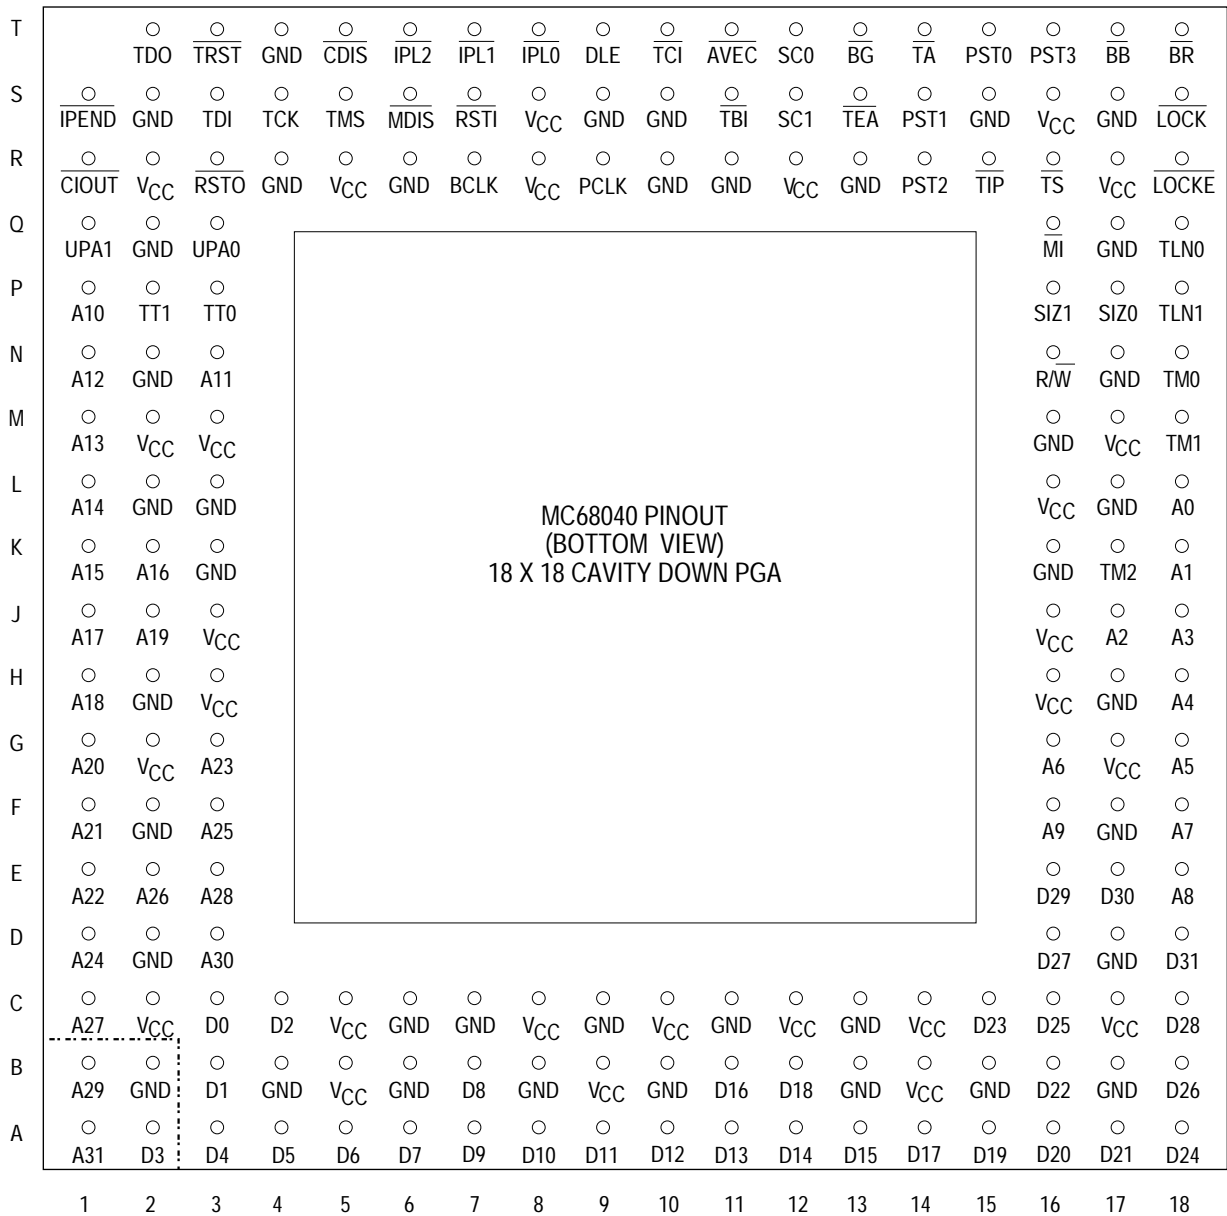 T
TDO TRST GND CDIS IPL2 IPL1 IPL0 DLE TCI AVEC SC0 BG TA PST0 PST3 BB BR
S
IPEND GND TDI TCK TMS MDIS RSTI VCC GND GND TBI SC1 TEA PST1 GND VCC GND LOCK
R
CIOUT VCC RSTO GND VCC GND BCLK VCC PCLK GND GND VCC GND PST2 TIP TS VCC LOCKE
Q
UPA1 GND UPA0 MI GND TLN0
P
A10 TT1 TT0 SIZ1 SIZ0 TLN1
N
A12 GND A11 R/W GND TM0
M
A13 VCC VCC GND VCC TM1
L
A14 GND GND VCC GND A0
MC68040 PINOUT
(BOTTOM VIEW)
18 X 18 CAVITY DOWN PGA
K
A15 A16 GND GND TM2 A1
J
A17 A19 VCC VCC A2 A3
H
A18 GND VCC VCC GND A4
G
A20 VCC A23 A6 VCC A5
F
A21 GND A25 A9 GND A7
E
A22 A26 A28 D29 D30 A8
D
A24 GND A30 D27 GND D31
C
A27 VCC D0 D2 VCC GND GND VCC GND VCC GND VCC GND VCC D23 D25 VCC D28
B
A29 GND D1 GND VCC GND D8 GND VCC GND D16 D18 GND VCC GND D22 GND D26
A
A31 D3 D4 D5 D6 D7 D9 D10 D11 D12 D13 D14 D15 D17 D19 D20 D21 D24
1 2 3 4 5 6 7 8 9 10 11 12 13 14 15 16 17 18